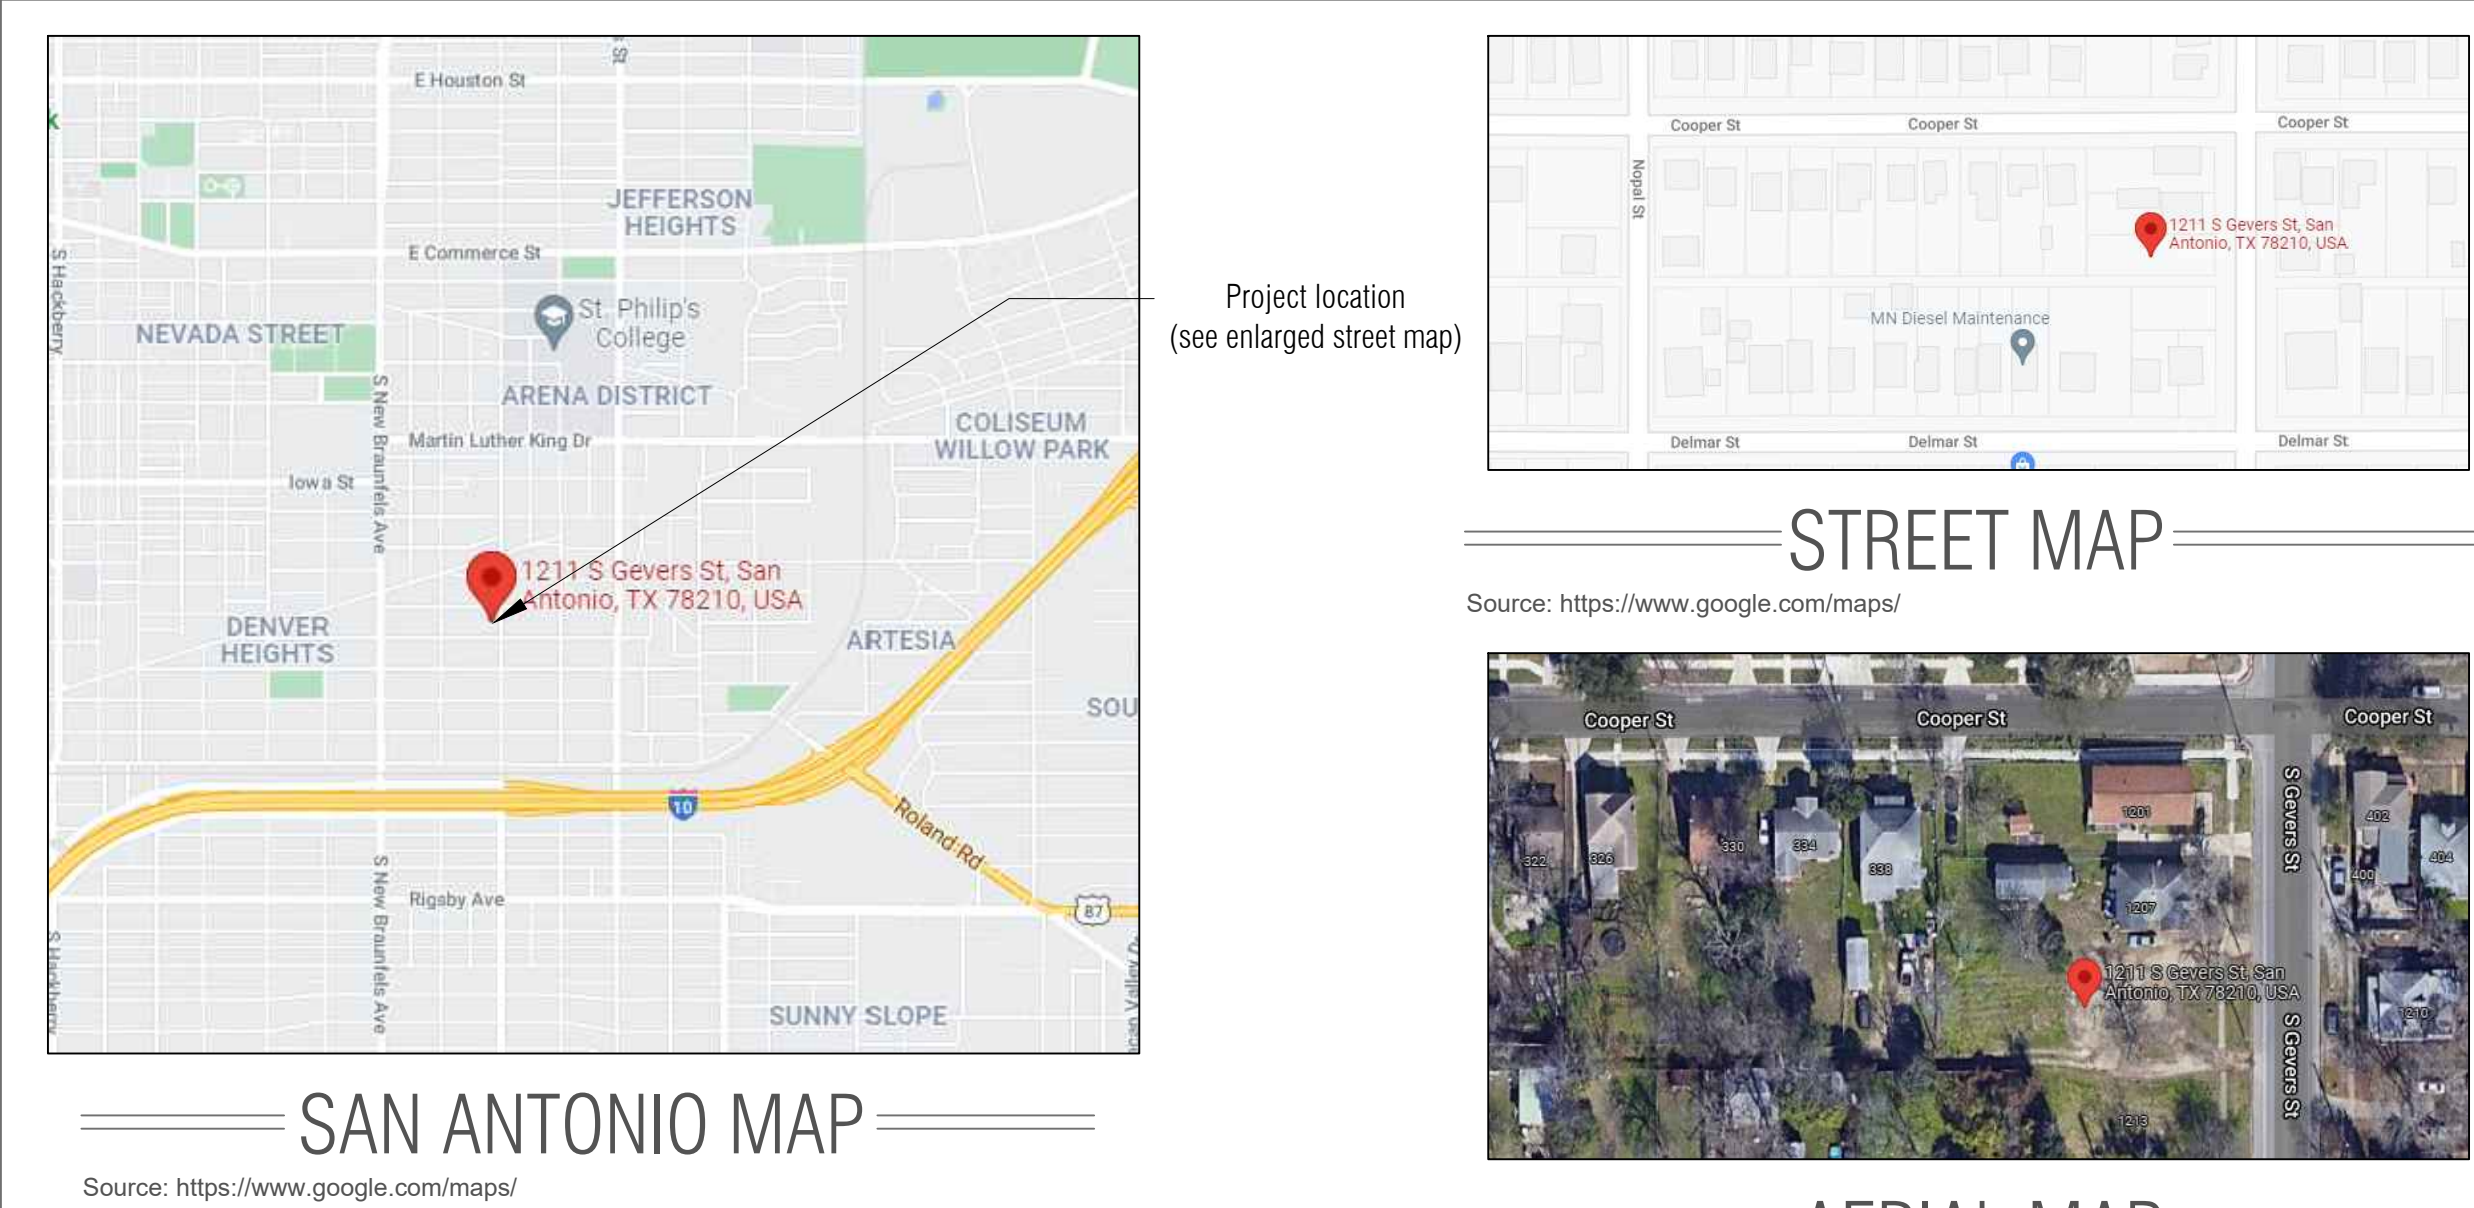 s St
E Houston St
JEFFERSON
HEIGHTS
E Commerce St
S Hackberry
St. Philip's
College
NEVADA STREET
S New Braunfels Ave
ARENA DISTRICT
COLISEUM
WILLOW PARK
Martin Luther King Dr
Iowa St
1211 S Gevers St, San
Antonio, TX 78210, USA
DENVER
HEIGHTS
ARTESIA
SOU
10
Roland Rd
S New Braunfels Ave
Rigsby Ave
87
SUNNY SLOPE
Project location
(see enlarged street map)
SAN ANTONIO MAP
Source: https://www.google.com/maps/
Cooper St
Cooper St
Cooper St
Nopal St
1211 S Gevers St, San
Antonio, TX 78210, USA
MN Diesel Maintenance
Delmar St
Delmar St
Delmar St
STREET MAP
Source: https://www.google.com/maps/
Cooper St
Cooper St
Cooper St
S Gevers St
1201
402
322
326
330
334
338
404
400
1207
1211 S Gevers St, San
Antonio, TX 78210, USA
1210
S Gevers St
1213
AERIAL MAP